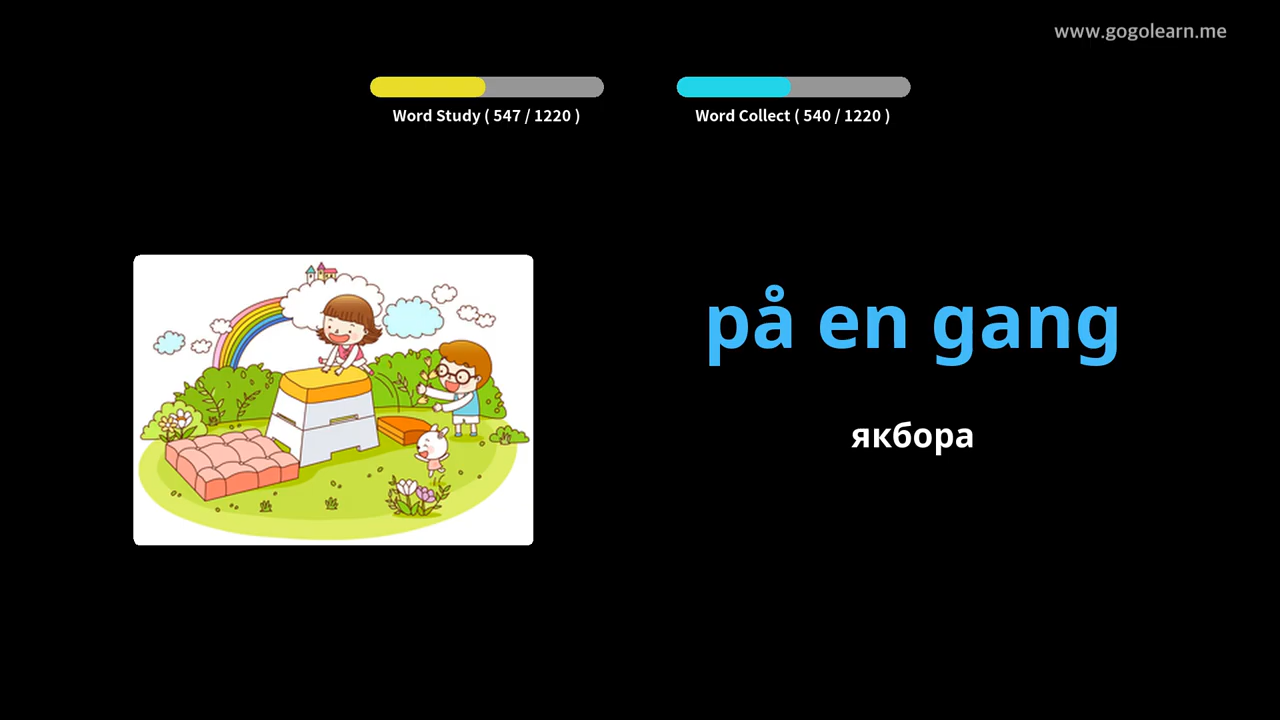 www.gogolearn.me
Word Study ( 547 / 1220 )
Word Collect ( 540 / 1220 )
på en gang
якбора